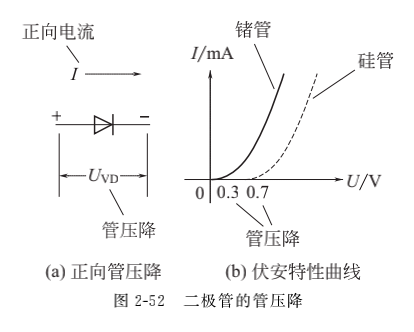 正向电流
I
+
−
U_VD
管压降
(a) 正向管压降
锗管
I/mA
硅管
0 0.3 0.7
U/V
管压降
(b) 伏安特性曲线
图 2-52 二极管的管压降